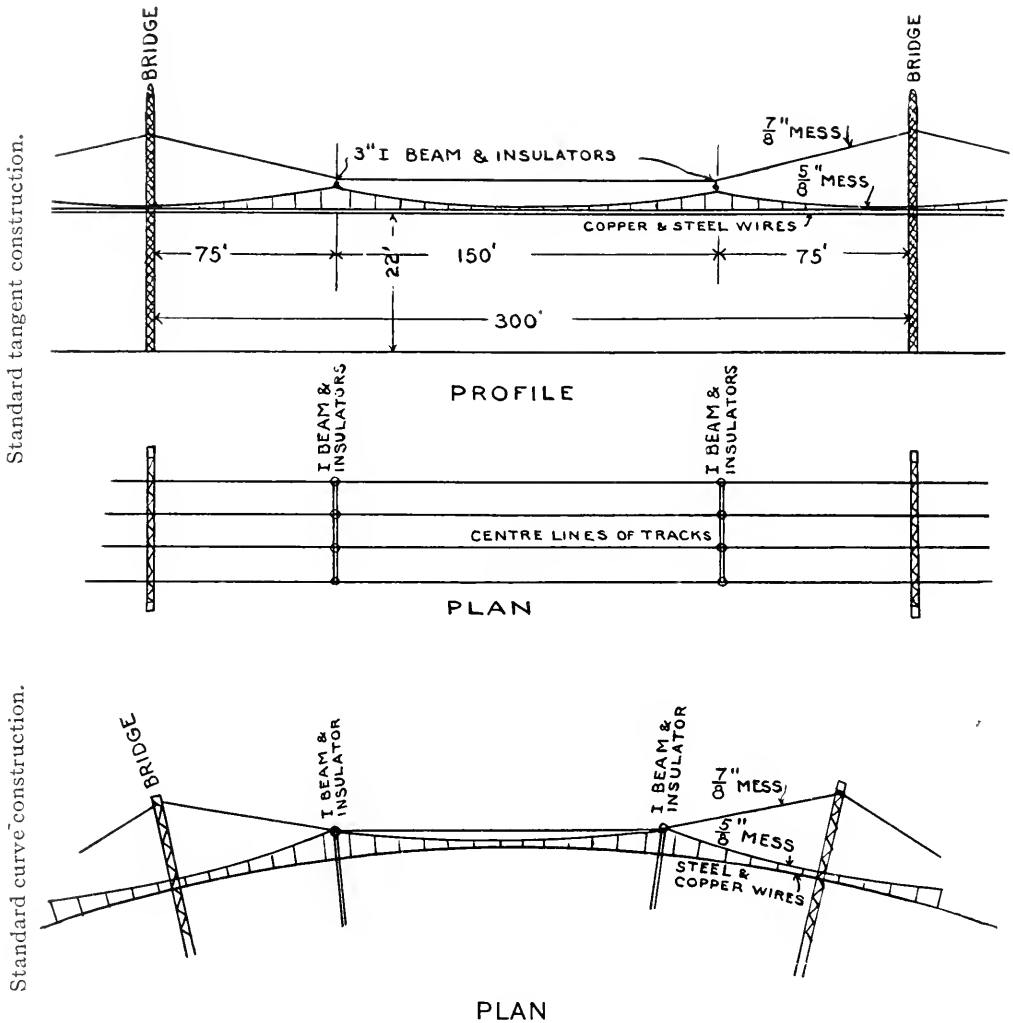 Standard tangent construction.
BRIDGE
BRIDGE
3" I BEAM & INSULATORS
7/8" MESS
5/8" MESS
COPPER & STEEL WIRES
75'
22'
150'
75'
300'
PROFILE
I BEAM &
INSULATORS
I BEAM &
INSULATORS
CENTRE LINES OF TRACKS
PLAN
Standard curve construction.
BRIDGE
I BEAM &
INSULATOR
I BEAM &
INSULATOR
7/8" MESS
5/8" MESS
STEEL &
COPPER WIRES
PLAN